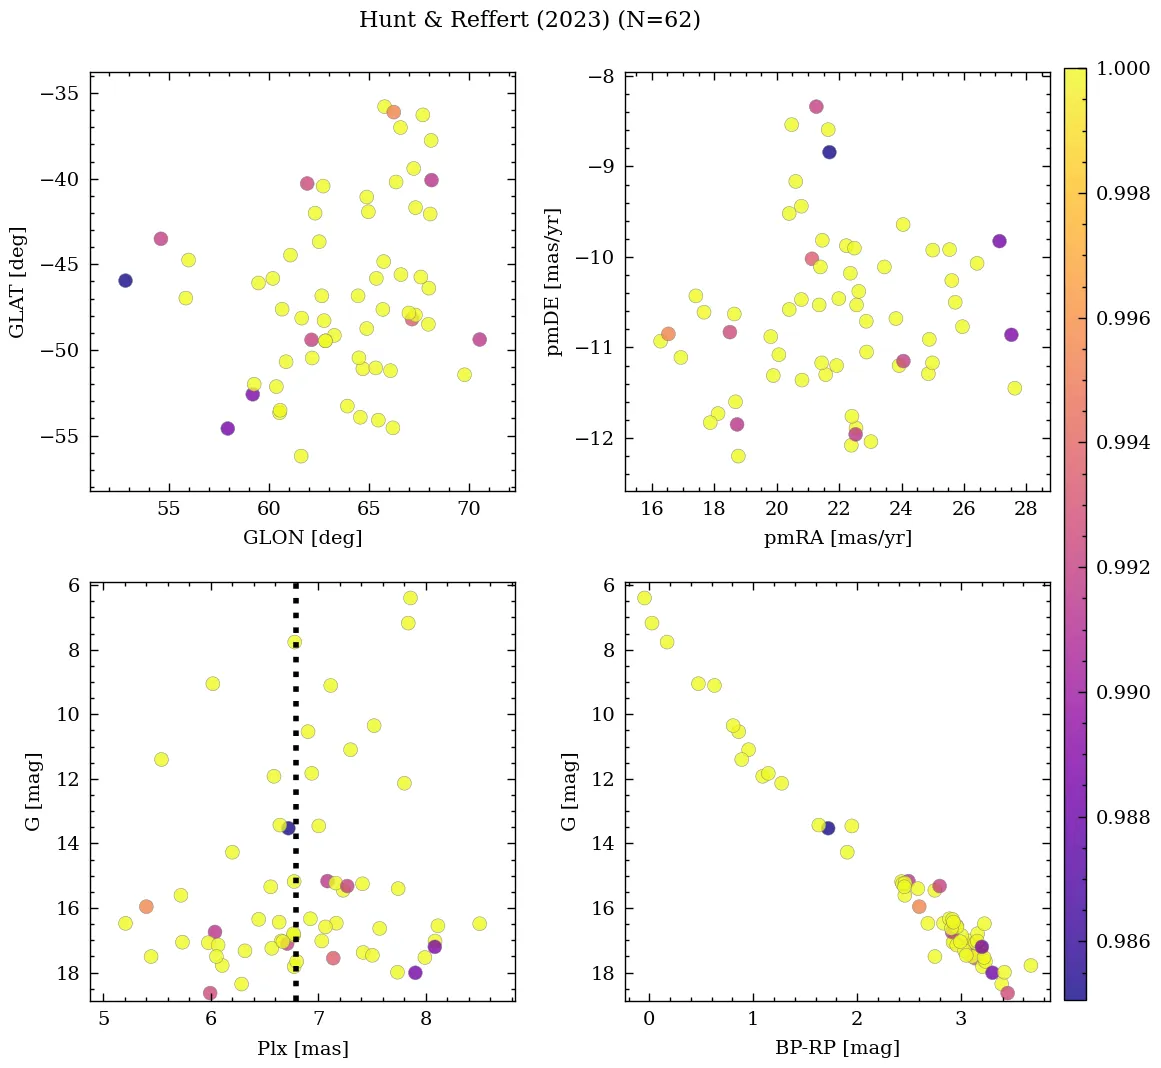 Hunt & Reffert (2023) (N=62)
−35
−40
−45
−50
−55
GLAT [deg]
55 60 65 70
GLON [deg]
−8
−9
−10
−11
−12
pmDE [mas/yr]
16 18 20 22 24 26 28
pmRA [mas/yr]
6
8
10
12
14
16
18
G [mag]
5 6 7 8
Plx [mas]
6
8
10
12
14
16
18
G [mag]
0 1 2 3
BP-RP [mag]
1.000
0.998
0.996
0.994
0.992
0.990
0.988
0.986